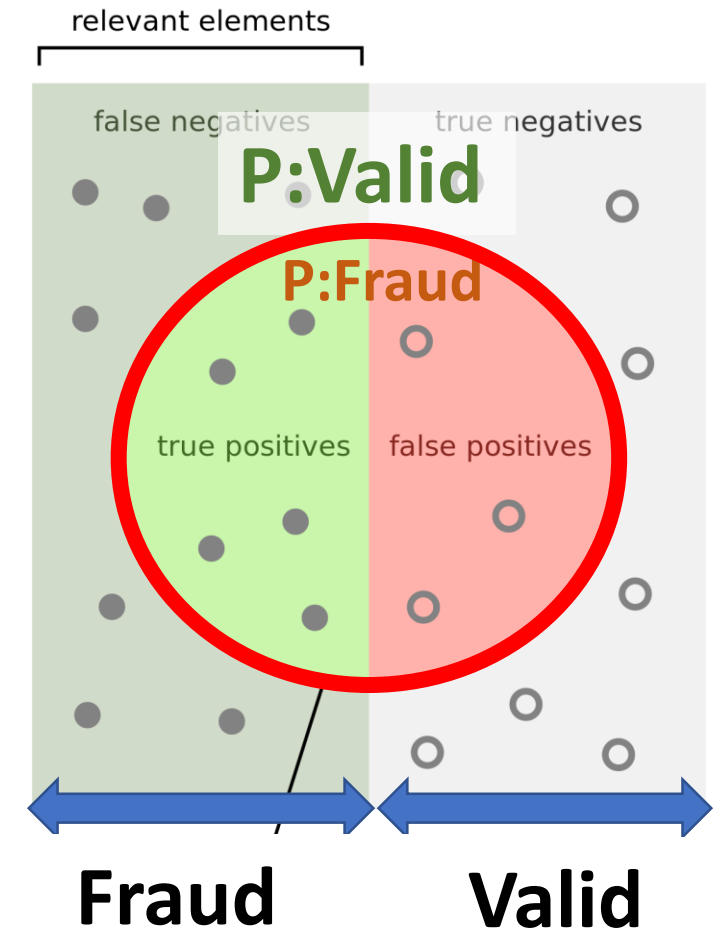 relevant elements
false negatives
true negatives
P:Valid
P:Fraud
true positives
false positives
Fraud
Valid